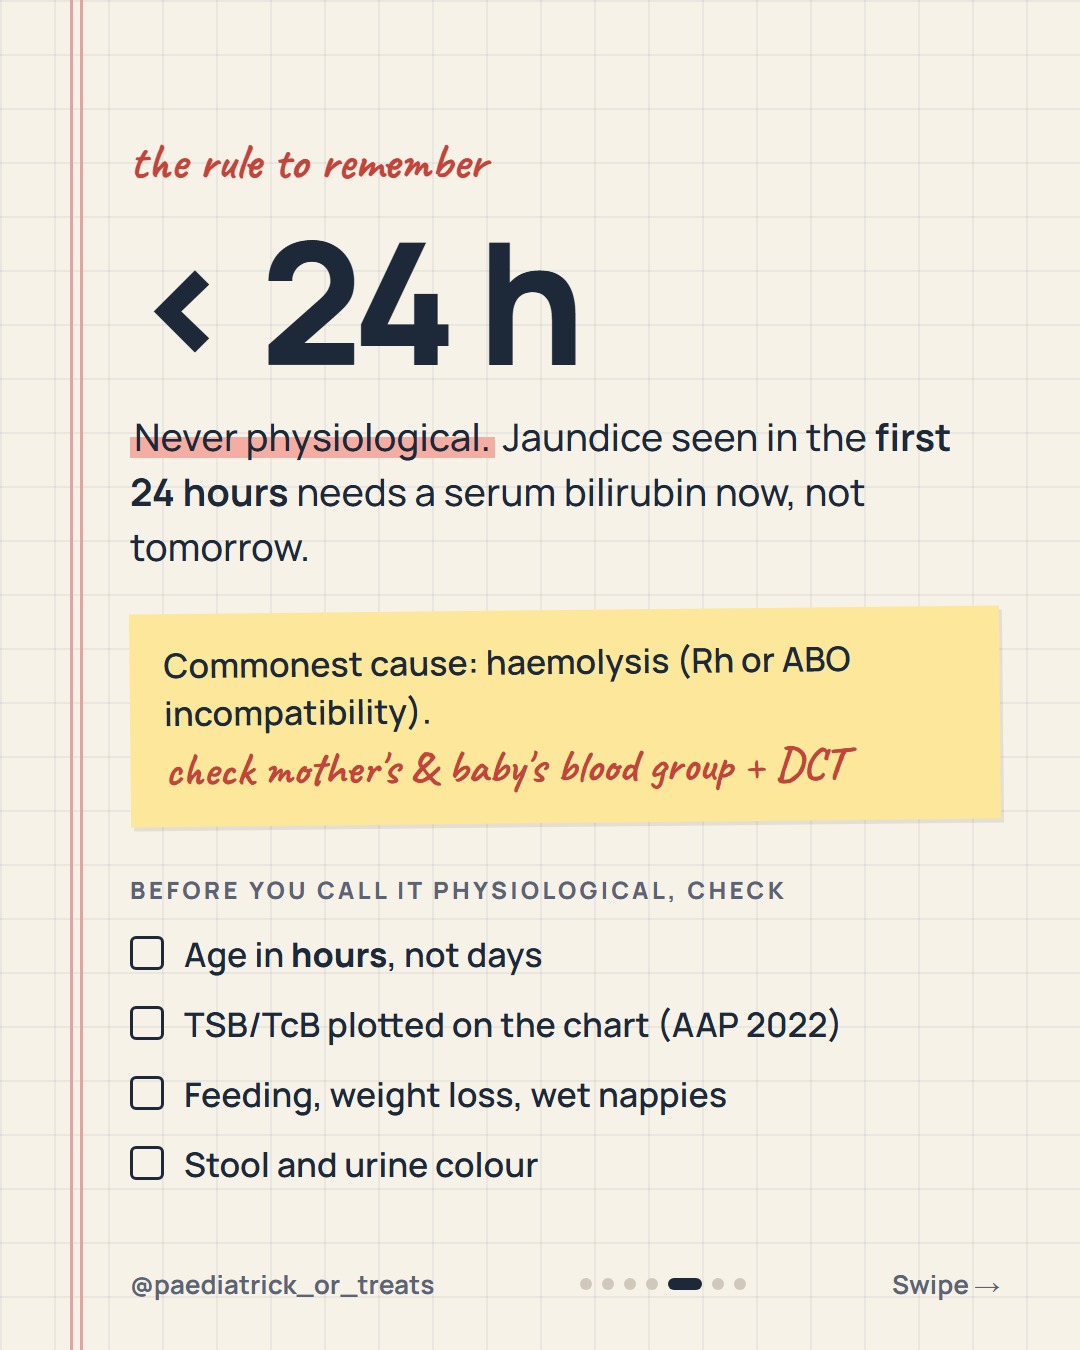 the rule to remember
< 24 h
Never physiological. Jaundice seen in the first
24 hours needs a serum bilirubin now, not
tomorrow.
Commonest cause: haemolysis (Rh or ABO
incompatibility).
check mother's & baby's blood group + DCT
BEFORE YOU CALL IT PHYSIOLOGICAL, CHECK
Age in hours, not days
TSB/TcB plotted on the chart (AAP 2022)
Feeding, weight loss, wet nappies
Stool and urine colour
@paediatrick_or_treats
Swipe →